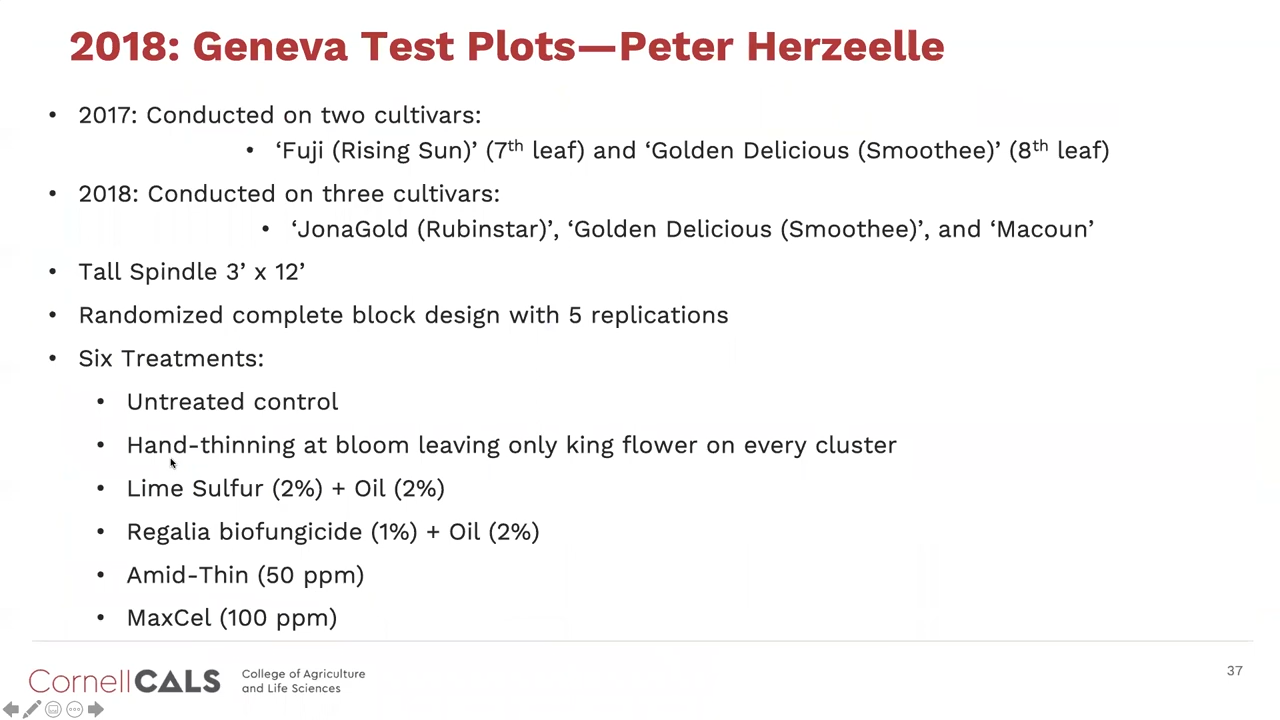 2018: Geneva Test Plots—Peter Herzeelle
• 2017: Conducted on two cultivars:
• ‘Fuji (Rising Sun)’ (7th leaf) and ‘Golden Delicious (Smoothee)’ (8th leaf)
• 2018: Conducted on three cultivars:
• ‘JonaGold (Rubinstar)’, ‘Golden Delicious (Smoothee)’, and ‘Macoun’
• Tall Spindle 3’ x 12’
• Randomized complete block design with 5 replications
• Six Treatments:
• Untreated control
• Hand-thinning at bloom leaving only king flower on every cluster
• Lime Sulfur (2%) + Oil (2%)
• Regalia biofungicide (1%) + Oil (2%)
• Amid-Thin (50 ppm)
• MaxCel (100 ppm)
CornellCALS
College of Agriculture
and Life Sciences
37